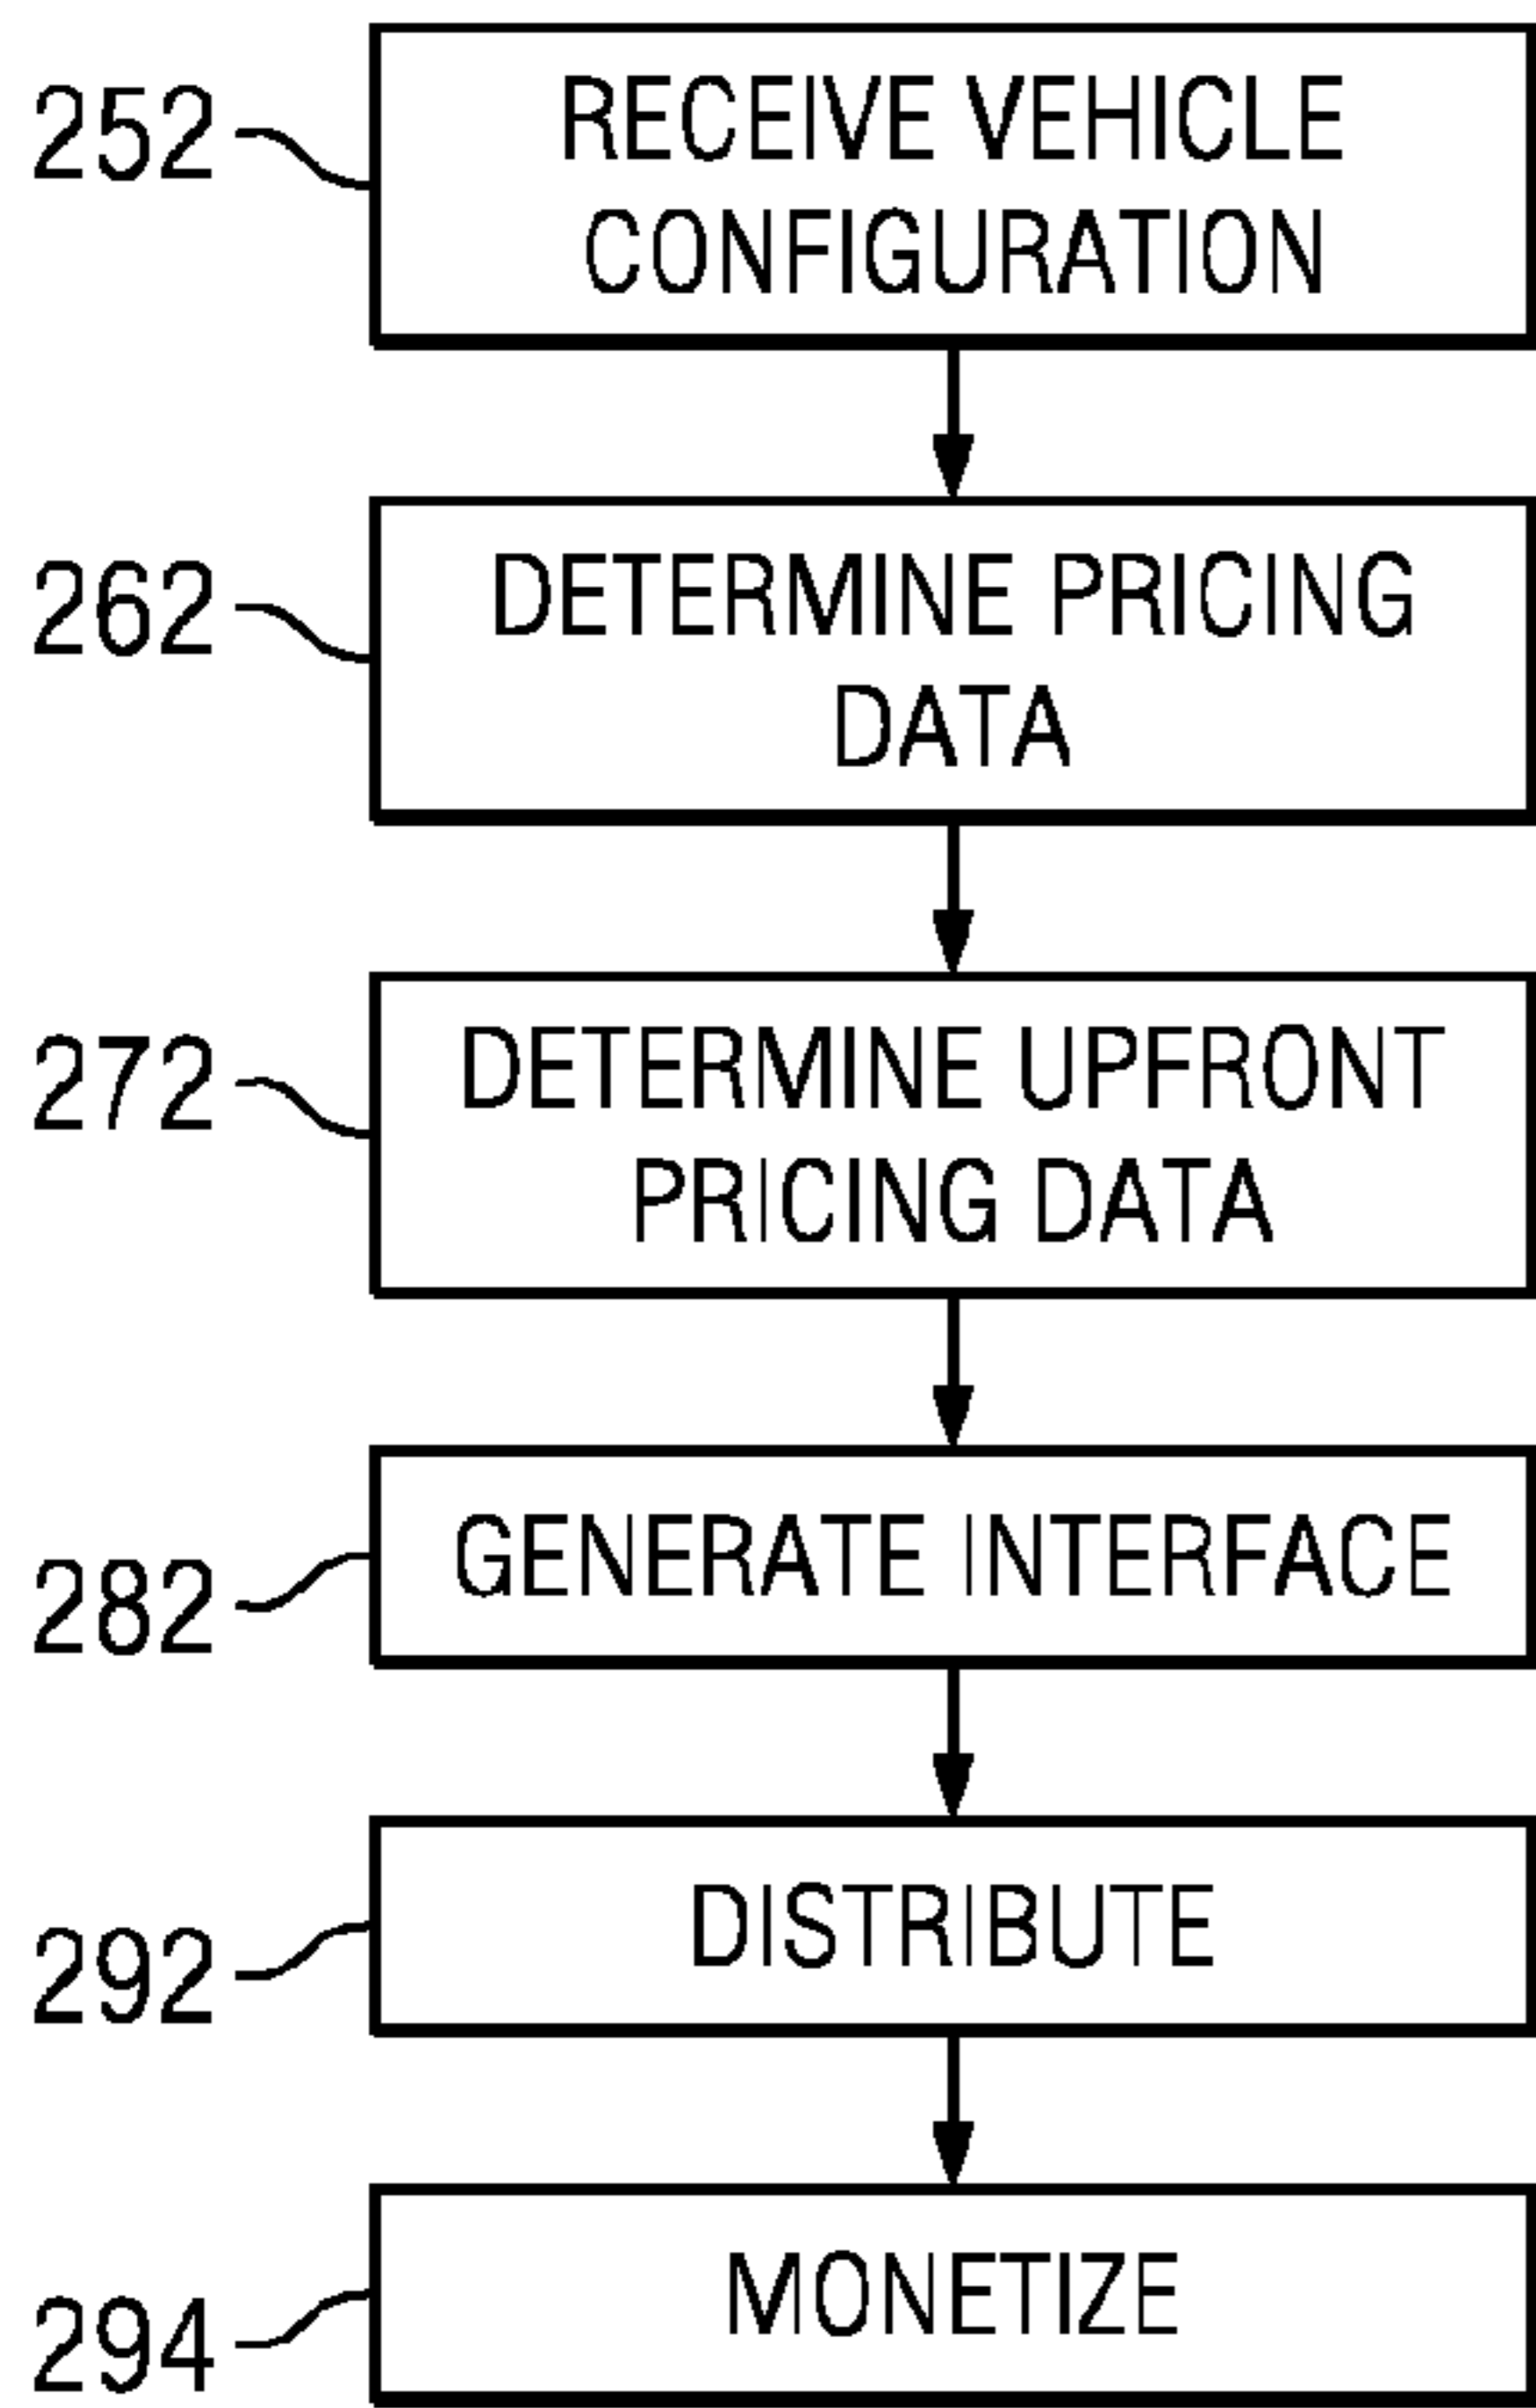 252
RECEIVE VEHICLE
CONFIGURATION
262
DETERMINE PRICING
DATA
272
DETERMINE UPFRONT
PRICING DATA
282
GENERATE INTERFACE
292
DISTRIBUTE
294
MONETIZE